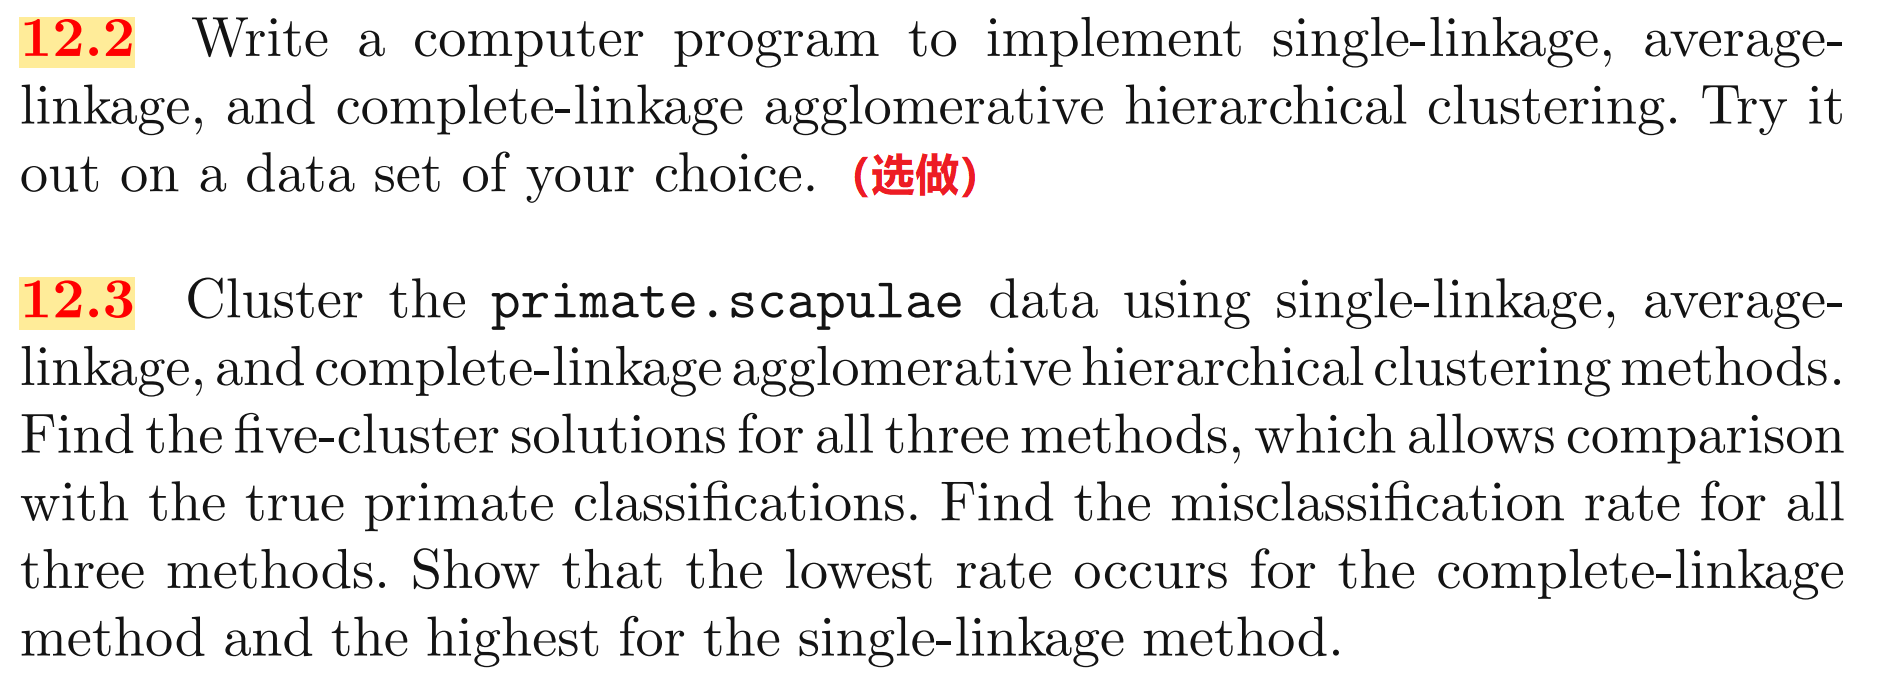 12.2 Write a computer program to implement single-linkage, average-
linkage, and complete-linkage agglomerative hierarchical clustering. Try it
out on a data set of your choice. (选做)
12.3 Cluster the primate.scapulae data using single-linkage, average-
linkage, and complete-linkage agglomerative hierarchical clustering methods.
Find the five-cluster solutions for all three methods, which allows comparison
with the true primate classifications. Find the misclassification rate for all
three methods. Show that the lowest rate occurs for the complete-linkage
method and the highest for the single-linkage method.